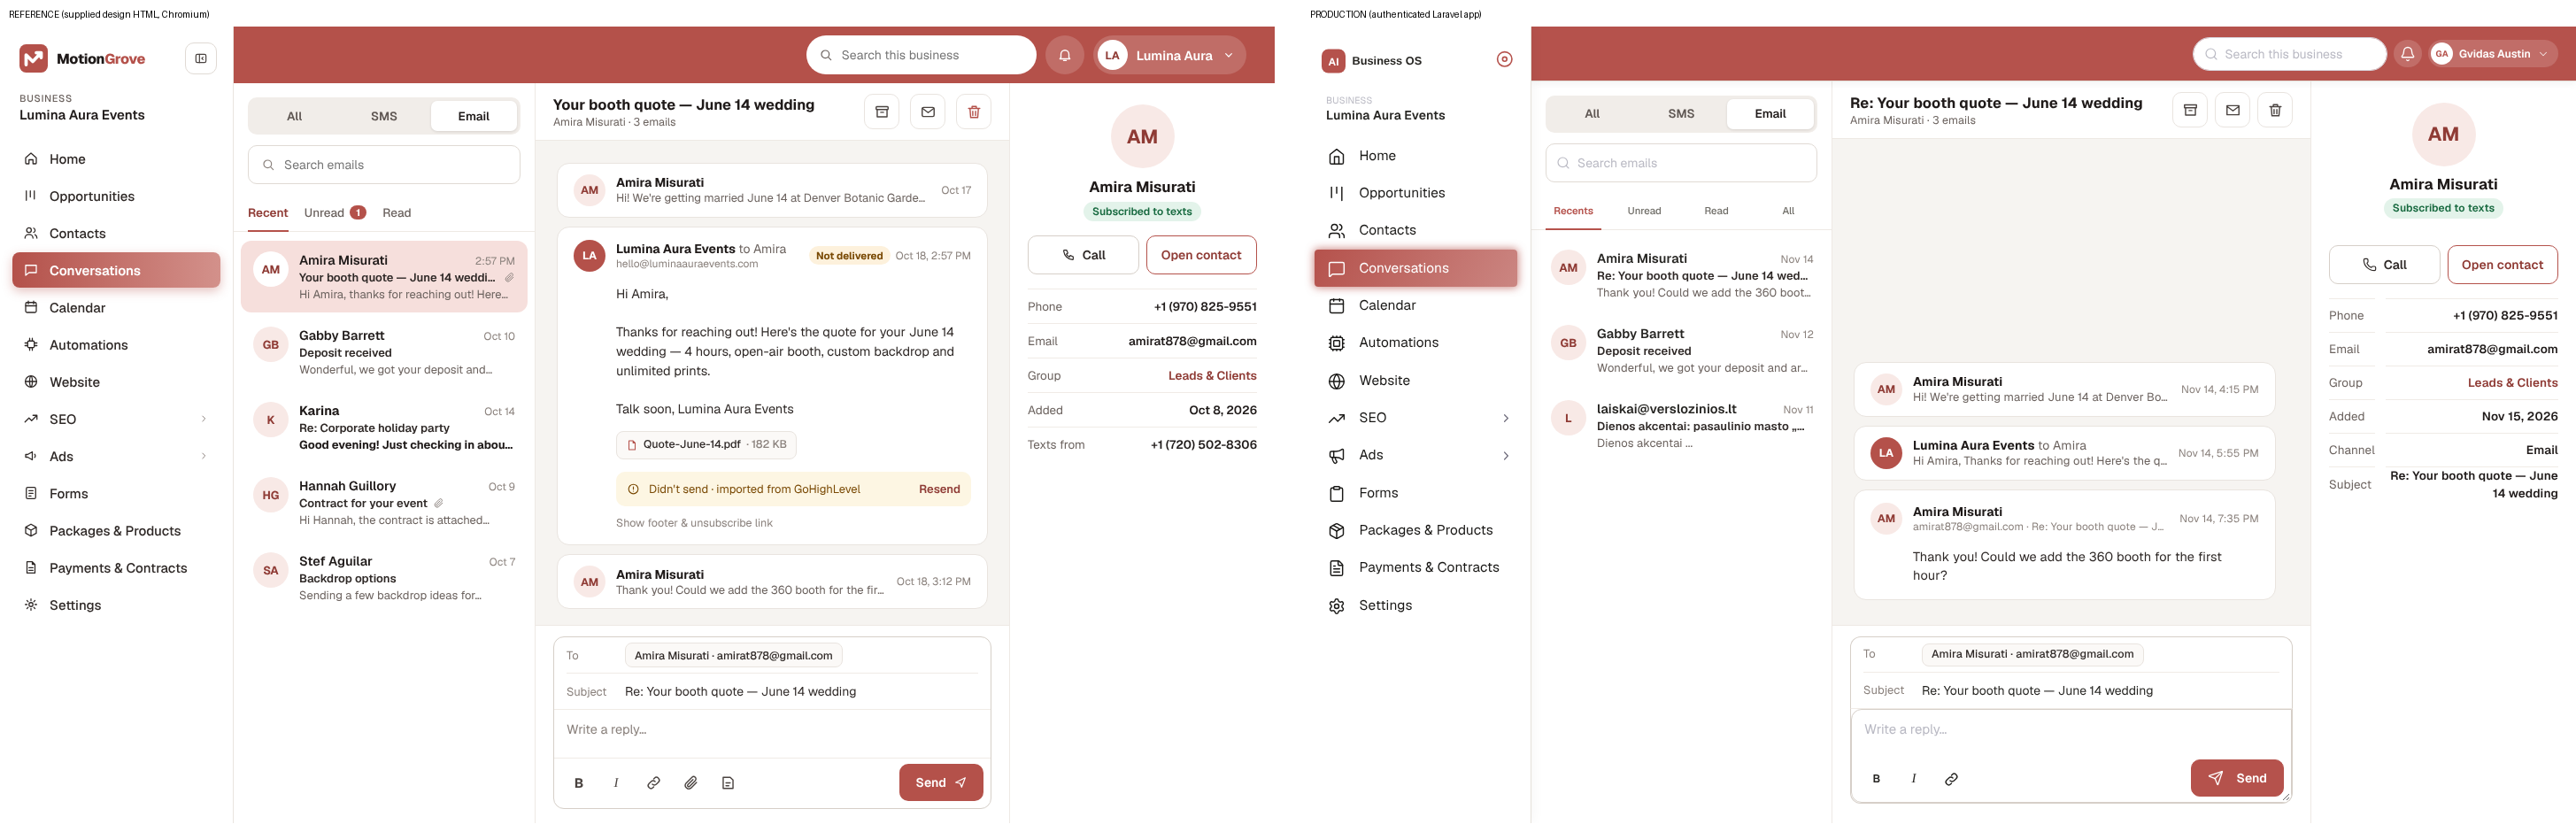 REFERENCE (supplied design HTML, Chromium)
MotionGrove
BUSINESS
Lumina Aura Events
Home
Opportunities
Contacts
Conversations
Calendar
Automations
Website
SEO
Ads
Forms
Packages & Products
Payments & Contracts
Settings
Search this business
LA Lumina Aura
All SMS Email
Search emails
Recent Unread 1 Read
AM Amira Misurati 2:57 PM
Your booth quote — June 14 weddi...
Hi Amira, thanks for reaching out! Here...
GB Gabby Barrett Oct 10
Deposit received
Wonderful, we got your deposit and...
K Karina Oct 14
Re: Corporate holiday party
Good evening! Just checking in abou...
HG Hannah Guillory Oct 9
Contract for your event
Hi Hannah, the contract is attached...
SA Stef Aguilar Oct 7
Backdrop options
Sending a few backdrop ideas for...
Your booth quote — June 14 wedding
Amira Misurati · 3 emails
AM Amira Misurati Oct 17
Hi! We're getting married June 14 at Denver Botanic Garde...
LA Lumina Aura Events to Amira Not delivered Oct 18, 2:57 PM
hello@luminaauraevents.com
Hi Amira,
Thanks for reaching out! Here's the quote for your June 14
wedding — 4 hours, open-air booth, custom backdrop and
unlimited prints.
Talk soon, Lumina Aura Events
Quote-June-14.pdf · 182 KB
Didn't send · imported from GoHighLevel Resend
Show footer & unsubscribe link
AM Amira Misurati Oct 18, 3:12 PM
Thank you! Could we add the 360 booth for the fir...
To Amira Misurati · amirat878@gmail.com
Subject Re: Your booth quote — June 14 wedding
Write a reply...
B I Send
AM
Amira Misurati
Subscribed to texts
Call Open contact
Phone +1 (970) 825-9551
Email amirat878@gmail.com
Group Leads & Clients
Added Oct 8, 2026
Texts from +1 (720) 502-8306
PRODUCTION (authenticated Laravel app)
AI Business OS
BUSINESS
Lumina Aura Events
Home
Opportunities
Contacts
Conversations
Calendar
Automations
Website
SEO
Ads
Forms
Packages & Products
Payments & Contracts
Settings
Search this business
GA Gvidas Austin
All SMS Email
Search emails
Recents Unread Read All
AM Amira Misurati Nov 14
Re: Your booth quote — June 14 wed...
Thank you! Could we add the 360 boot...
GB Gabby Barrett Nov 12
Deposit received
Wonderful, we got your deposit and ar...
L laiskai@verslozinios.lt Nov 11
Dienos akcentai: pasaulinio masto „...
Dienos akcentai ...
Re: Your booth quote — June 14 wedding
Amira Misurati · 3 emails
AM Amira Misurati Nov 14, 4:15 PM
Hi! We're getting married June 14 at Denver Bo...
LA Lumina Aura Events to Amira Nov 14, 5:55 PM
Hi Amira, Thanks for reaching out! Here's the q...
AM Amira Misurati Nov 14, 7:35 PM
amirat878@gmail.com · Re: Your booth quote — J...
Thank you! Could we add the 360 booth for the first
hour?
To Amira Misurati · amirat878@gmail.com
Subject Re: Your booth quote — June 14 wedding
Write a reply...
B I Send
AM
Amira Misurati
Subscribed to texts
Call Open contact
Phone +1 (970) 825-9551
Email amirat878@gmail.com
Group Leads & Clients
Added Nov 15, 2026
Channel Email
Subject Re: Your booth quote — June
14 wedding